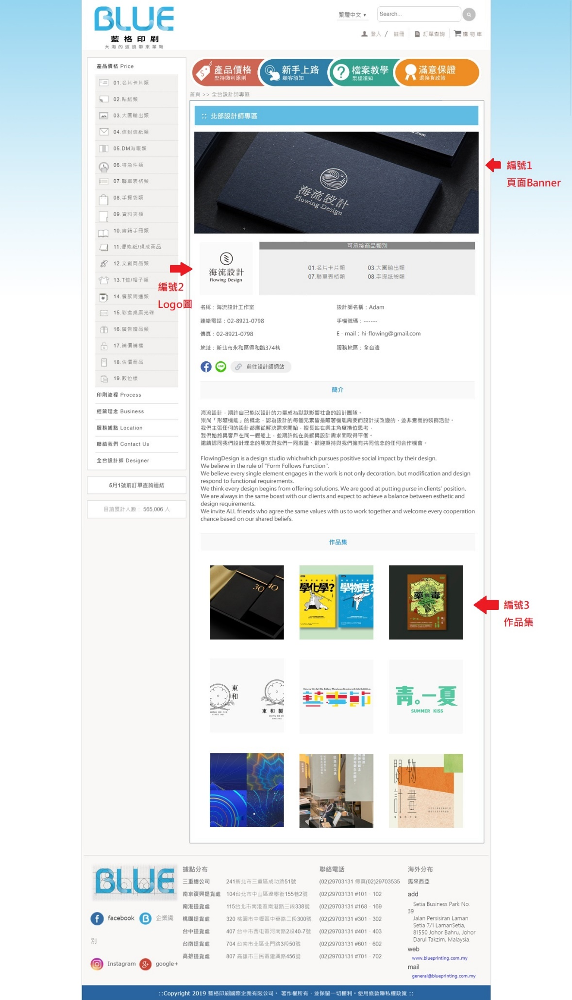 BLUE
藍格印刷
大海的波浪帶來革新
繁體中文 ▾
Search...
登入 / 註冊
訂單查詢
購物車
產品價格 Price
01.名片卡片類
02.貼紙類
03.大圖輸出類
04.信封信紙類
05.DM海報類
06.特急件類
07.聯單表格類
08.手提袋類
09.資料夾類
10.書籍手冊類
11.便條紙/現成商品
12.文創商品類
13.T恤/帽子類
14.餐飲周邊類
15.彩盒桌曆光碟
16.廣告贈品類
17.補價補檔
18.估價商品
19.數位樣
印刷流程 Process
經營理念 Business
服務據點 Location
聯絡我們 Contact Us
全台設計師 Designer
5月1號前訂單查詢連結
目前累計人數： 565,006 人
產品價格
堅持微利原則
新手上路
顧客須知
檔案教學
製檔須知
滿意保證
退換貨政策
首頁 >> 全台設計師專區
:: 北部設計師專區
.com
海流設計
Flowing Design
編號1
頁面Banner
海流設計
Flowing Design
編號2
Logo圖
可承接商品類別
01.名片卡片類 03.大圖輸出類
07.聯單表格類 08.手提紙袋類
名稱：海流設計工作室 設計師名稱：Adam
連絡電話：02-8921-0798 手機號碼：------
傳真：02-8921-0798 E - mail：hi-flowing@gmail.com
地址：新北市永和區得和路374巷 服務地區：全台灣
LINE
前往設計師網站
簡介
海流設計，期許自己能以設計的力量成為默默影響社會的設計團隊。
崇尚「形隨機能」的概念，認為設計的每個元素皆是隨著機能需要而設計或改變的，並非意義的裝飾活動。
我們主張任何的設計都應從解決需求開始，擅長站在業主角度換位思考，
我們始終與客戶在同一艘船上，並期許能在美感與設計需求間取得平衡。
邀請認同我們設計理念的朋友與我們一同激盪、歡迎秉持與我們擁有共同信念的任何合作機會。
FlowingDesign is a design studio whichwhich pursues positive social impact by their design.
We believe in the rule of "Form Follows Function".
We believe every single element engages in the work is not only decoration, but modification and design
respond to functional requirements.
We think every design begins from offering solutions. We are good at putting purse in clients' position.
We are always in the same boast with our clients and expect to achieve a balance between esthetic and
design requirements.
We invite ALL friends who agree the same values with us to work together and welcome every cooperation
chance based on our shared beliefs.
作品集
30 40
學化學?
學物理?
藥與毒
編號3
作品集
東和
DONG HE OIL
SINCE 1921
東和製
DONG HE OI
Hsinchu City Art Site Railway Warehouse Residency Artists Exhibition
藝事節
青。一夏
SUMMER KISS
閱物
計畫
BLUE
facebook
企業識
別
Instagram
google+
據點分布
三重總公司 241新北市三重區成功路51號
南京復興提貨處 104台北市中山區遼寧街155巷2號
南港提貨處 115台北市南港區南港路三段338號
桃園提貨處 320 桃園市中壢區中華路二段300號
台中提貨處 407 台中市西屯區河南路2段40-7號
台南提貨處 704 台南市北區北門路3段50號
高雄提貨處 807 高雄市三民區建興路456號
聯絡電話
(02)29703131 傳真(02)29703535
(02)29703131 #101﹑102
(02)29703131 #168﹑169
(02)29703131 #301﹑302
(02)29703131 #401﹑403
(02)29703131 #601﹑602
(02)29703131 #701﹑702
海外分布
馬來西亞
add
Setia Business Park No.
39
Jalan Persisiran Laman
Setia 7/1 LamanSetia,
81550 Johor Bahru, Johor
Darul Takzim, Malaysia.
web
www.blueprinting.com.my
mail
general@blueprinting.com.my
::Copyright 2019 藍格印刷國際企業有限公司。 著作權所有，並保留一切權利。使用條款隱私權政策 ::